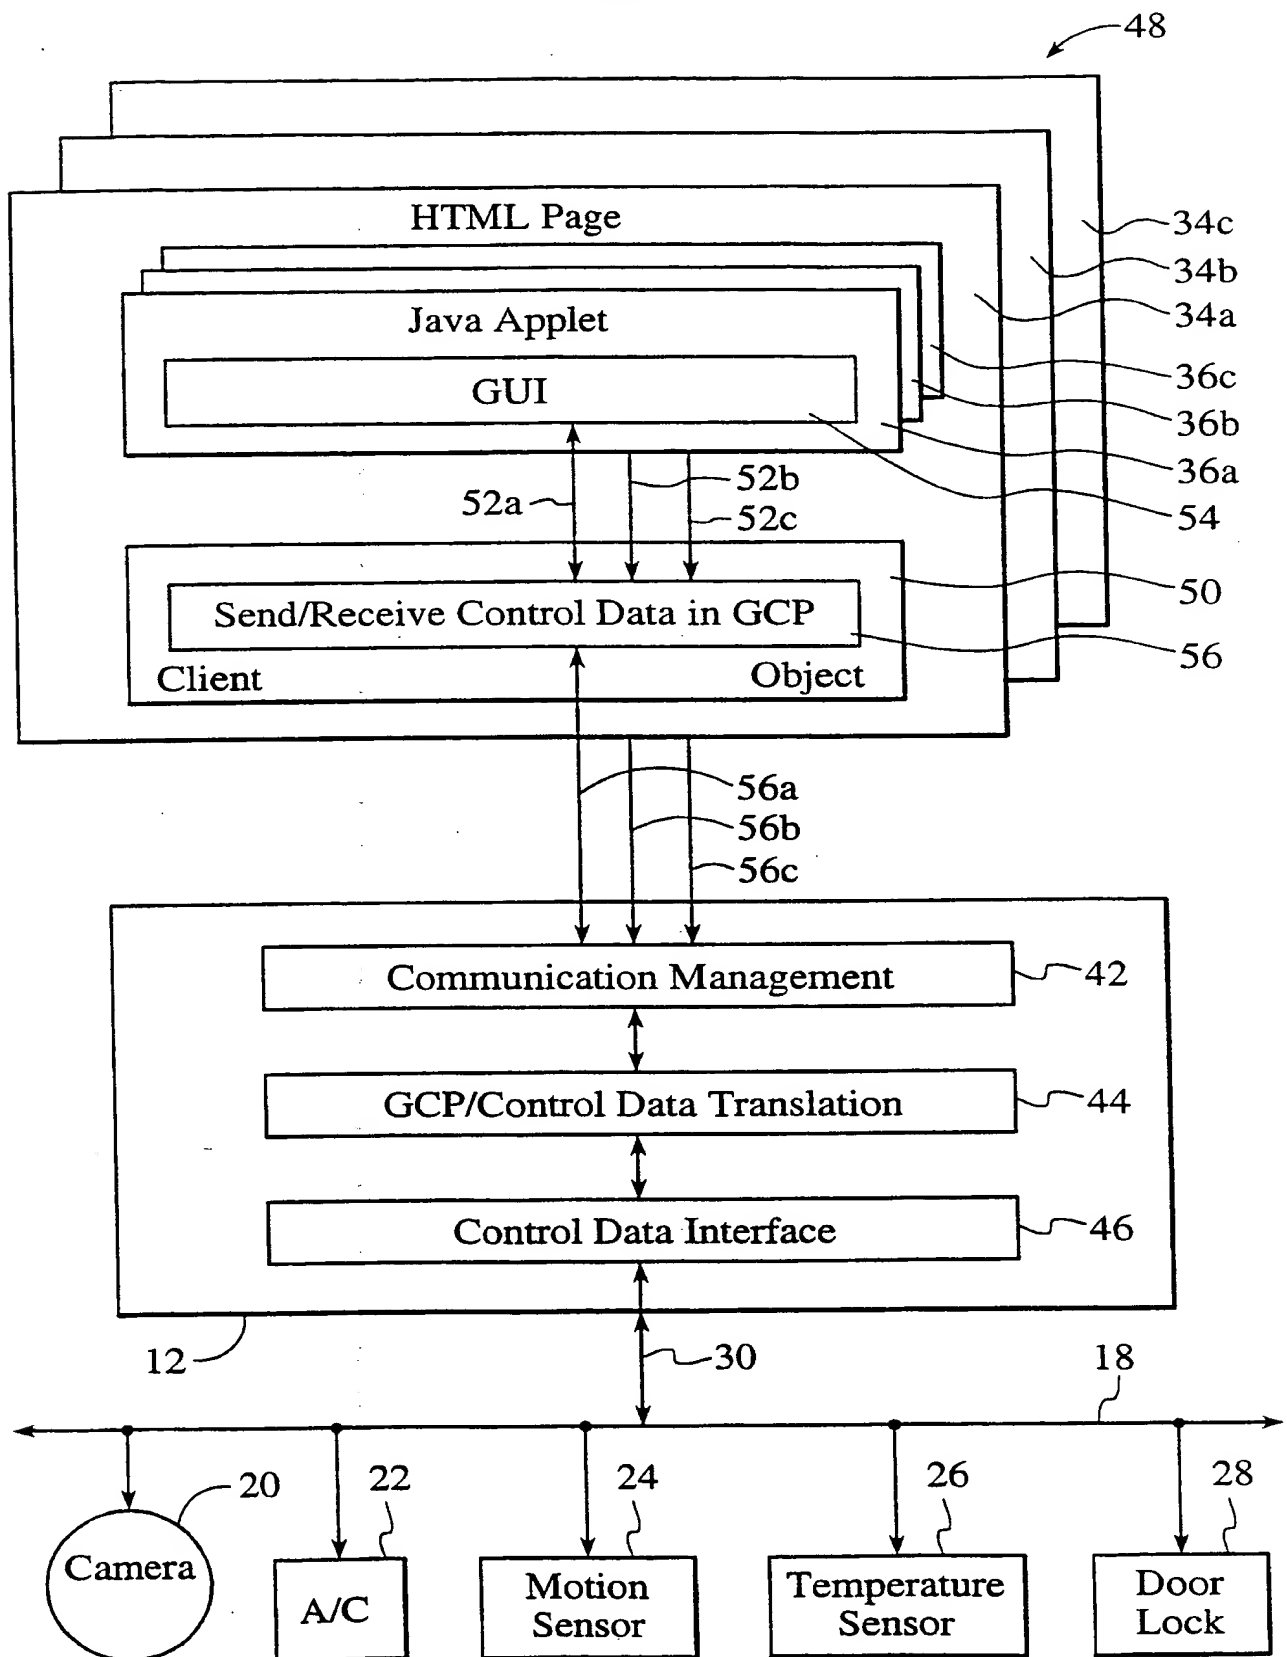 48
HTML Page
34c
34b
34a
Java Applet
36c
GUI
36b
36a
52b
52a
52c
54
50
Send/Receive Control Data in GCP
56
Client
Object
56a
56b
56c
Communication Management
42
GCP/Control Data Translation
44
Control Data Interface
46
12
30
18
20
22
24
26
28
Camera
A/C
Motion
Sensor
Temperature
Sensor
Door
Lock